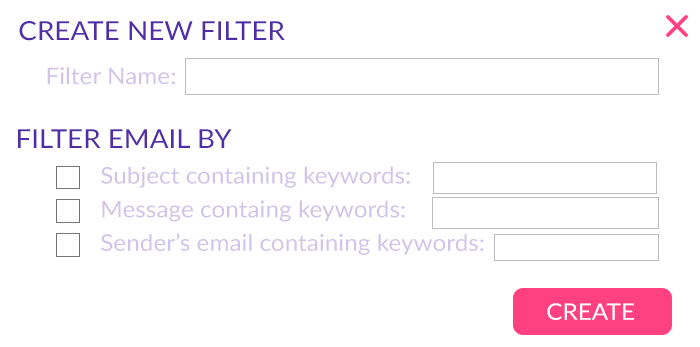 CREATE NEW FILTER
Filter Name:
FILTER EMAIL BY
Subject containing keywords:
Message containg keywords:
Sender's email containing keywords:
CREATE